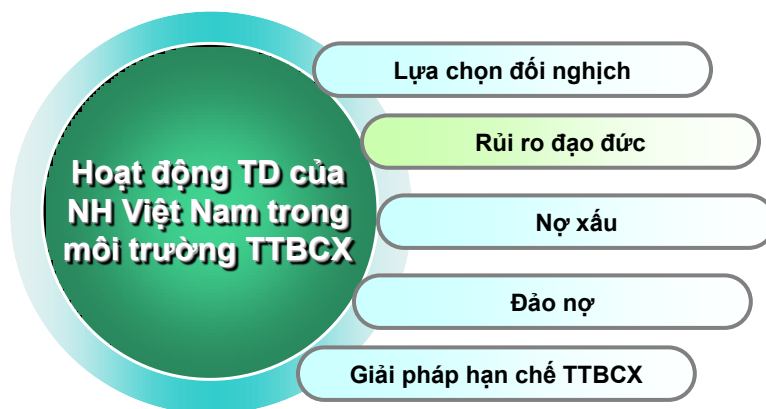 Hoạt động TD của
NH Việt Nam trong
môi trường TTBCX
Lựa chọn đối nghịch
Rủi ro đạo đức
Nợ xấu
Đảo nợ
Giải pháp hạn chế TTBCX